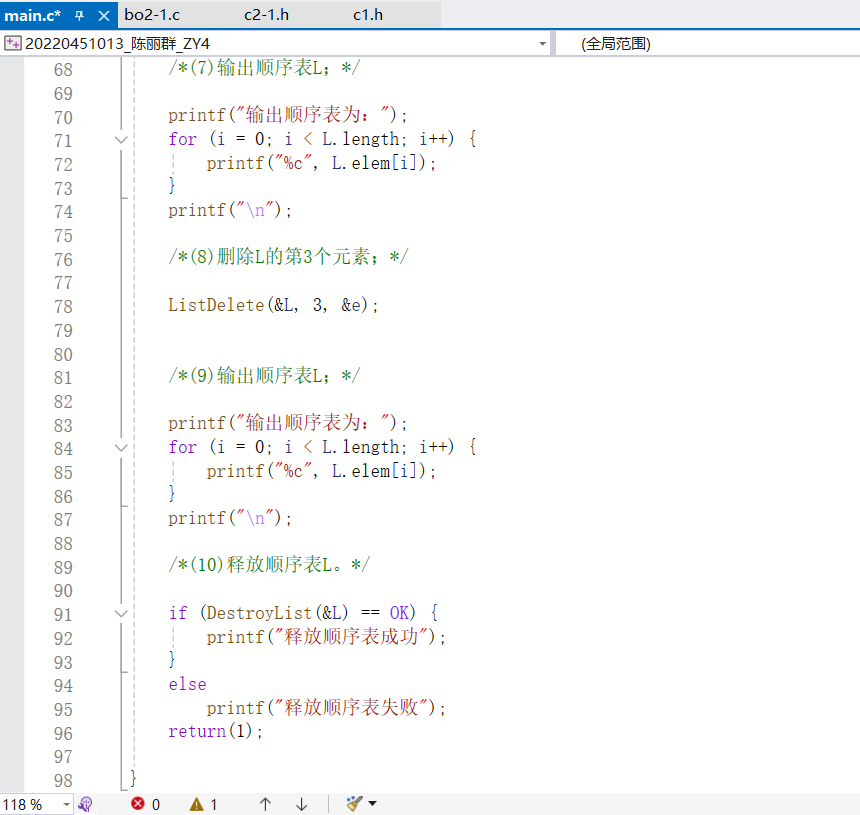 main.c* bo2-1.c c2-1.h c1.h
20220451013_陈丽群_ZY4 (全局范围)
68 /*(7)输出顺序表L；*/
69
70 printf("输出顺序表为：");
71 for (i = 0; i < L.length; i++) {
72 printf("%c", L.elem[i]);
73 }
74 printf("\n");
75
76 /*(8)删除L的第3个元素；*/
77
78 ListDelete(&L, 3, &e);
79
80
81 /*(9)输出顺序表L；*/
82
83 printf("输出顺序表为：");
84 for (i = 0; i < L.length; i++) {
85 printf("%c", L.elem[i]);
86 }
87 printf("\n");
88
89 /*(10)释放顺序表L。*/
90
91 if (DestroyList(&L) == OK) {
92 printf("释放顺序表成功");
93 }
94 else
95 printf("释放顺序表失败");
96 return(1);
97
98 }
118 % 0 1